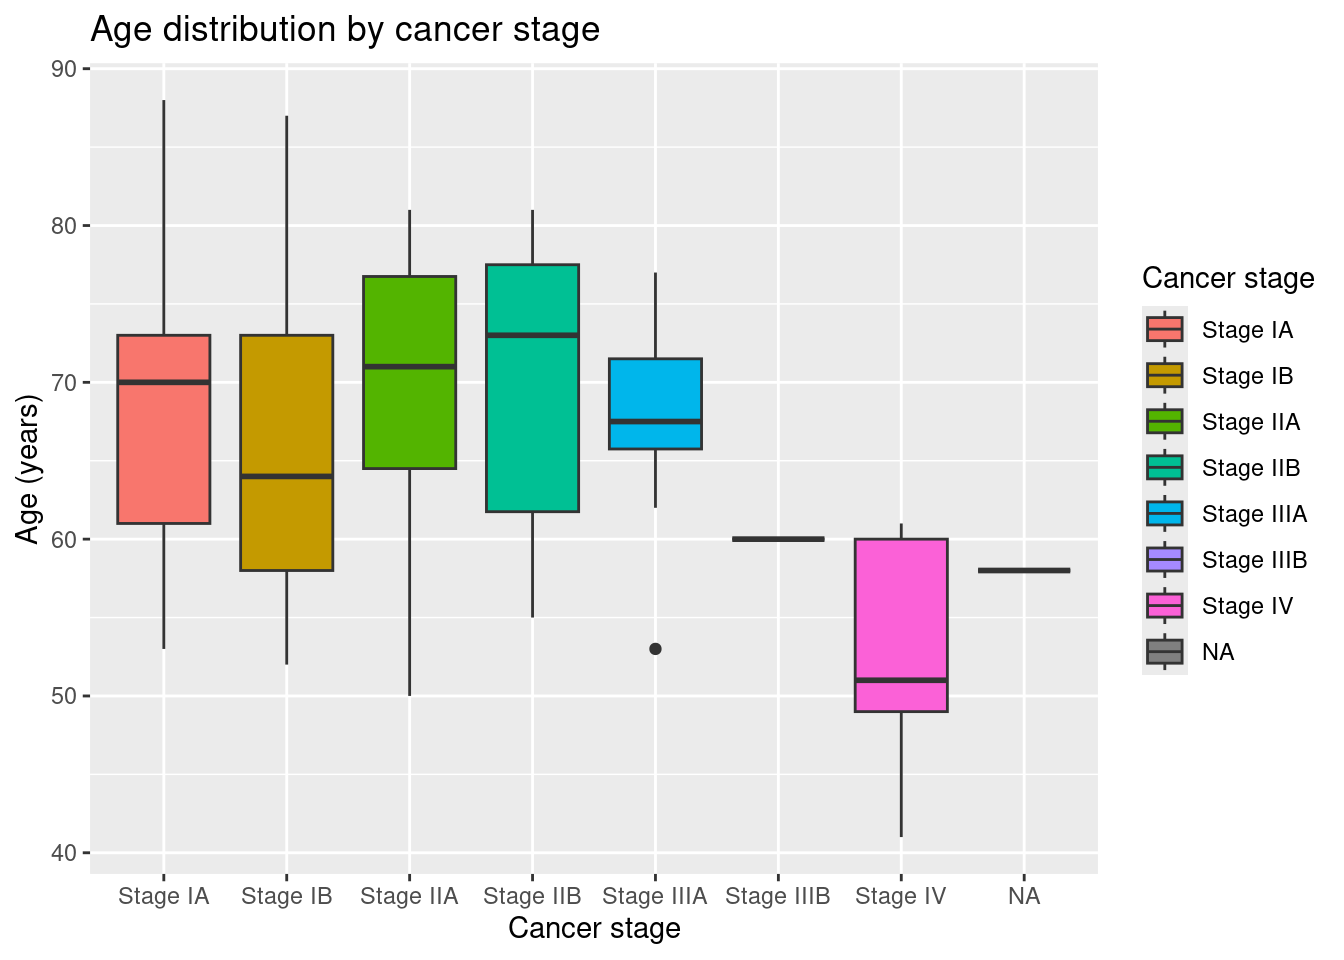 Age distribution by cancer stage
90
80
70
60
50
40
Age (years)
Stage IA
Stage IB
Stage IIA
Stage IIB
Stage IIIA
Stage IIIB
Stage IV
NA
Cancer stage
Cancer stage
Stage IA
Stage IB
Stage IIA
Stage IIB
Stage IIIA
Stage IIIB
Stage IV
NA